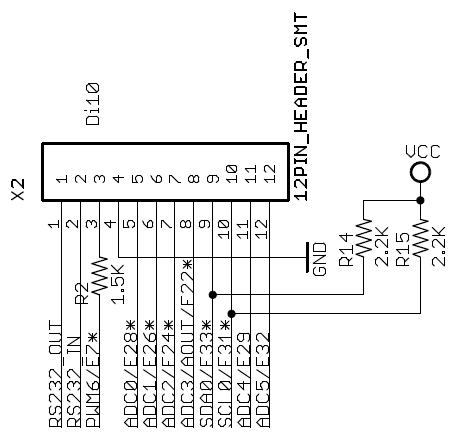 12PIN_HEADER_SMT
Di10
X2
1 2 3 4 5 6 7 8 9 10 11 12
1 2 3 4 5 6 7 8 9 10 11 12
VCC
GND
R14
2.2K
R15
2.2K
R2
1.5K
RS232_OUT
RS232_IN
PWM6/E7*
ADC0/E28*
ADC1/E26*
ADC2/E24*
ADC3/AOUT/E22*
SDA0/E33*
SCL0/E31*
ADC4/E29
ADC5/E32